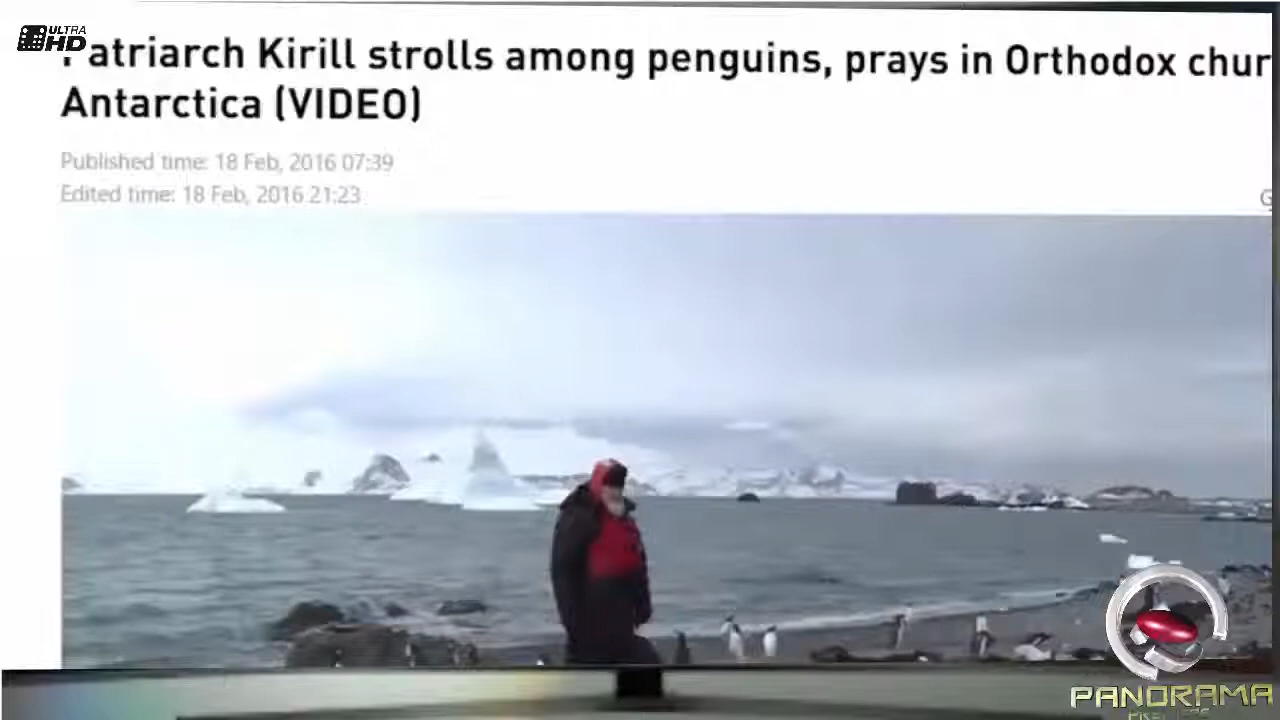 ULTRA
HD
Patriarch Kirill strolls among penguins, prays in Orthodox chur
Antarctica (VIDEO)
Published time: 18 Feb, 2016 07:39
Edited time: 18 Feb, 2016 21:23
G
PANORAMA